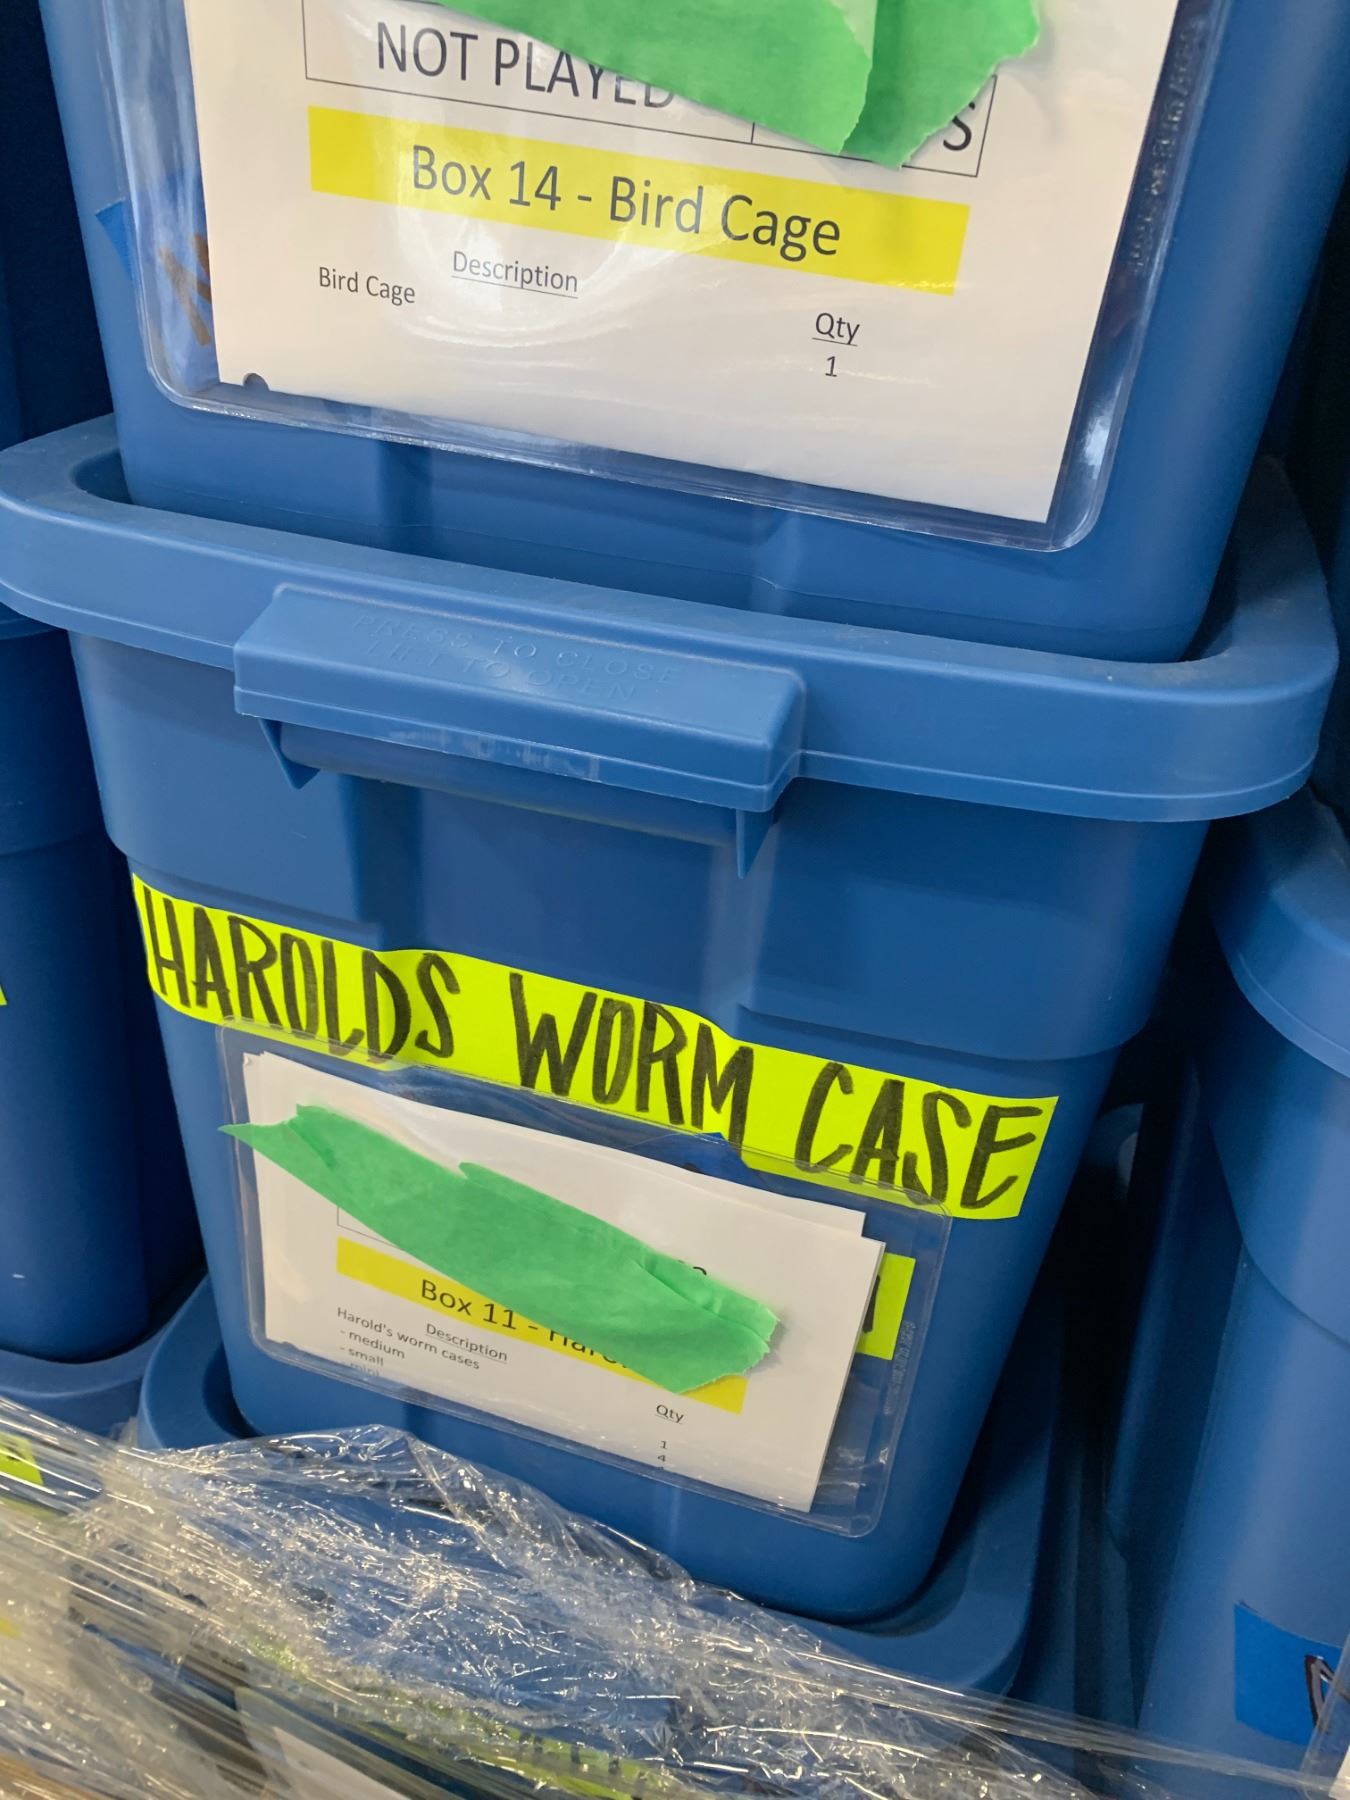 NOT PLAYED
S
Box 14 - Bird Cage
Description
Bird Cage
Qty
1
PRESS TO CLOSE
LIFT TO OPEN
HAROLDS WORM CASE
Box 11 -
Description
Harold's worm cases
- medium
- small
- mini
Qty
1
4